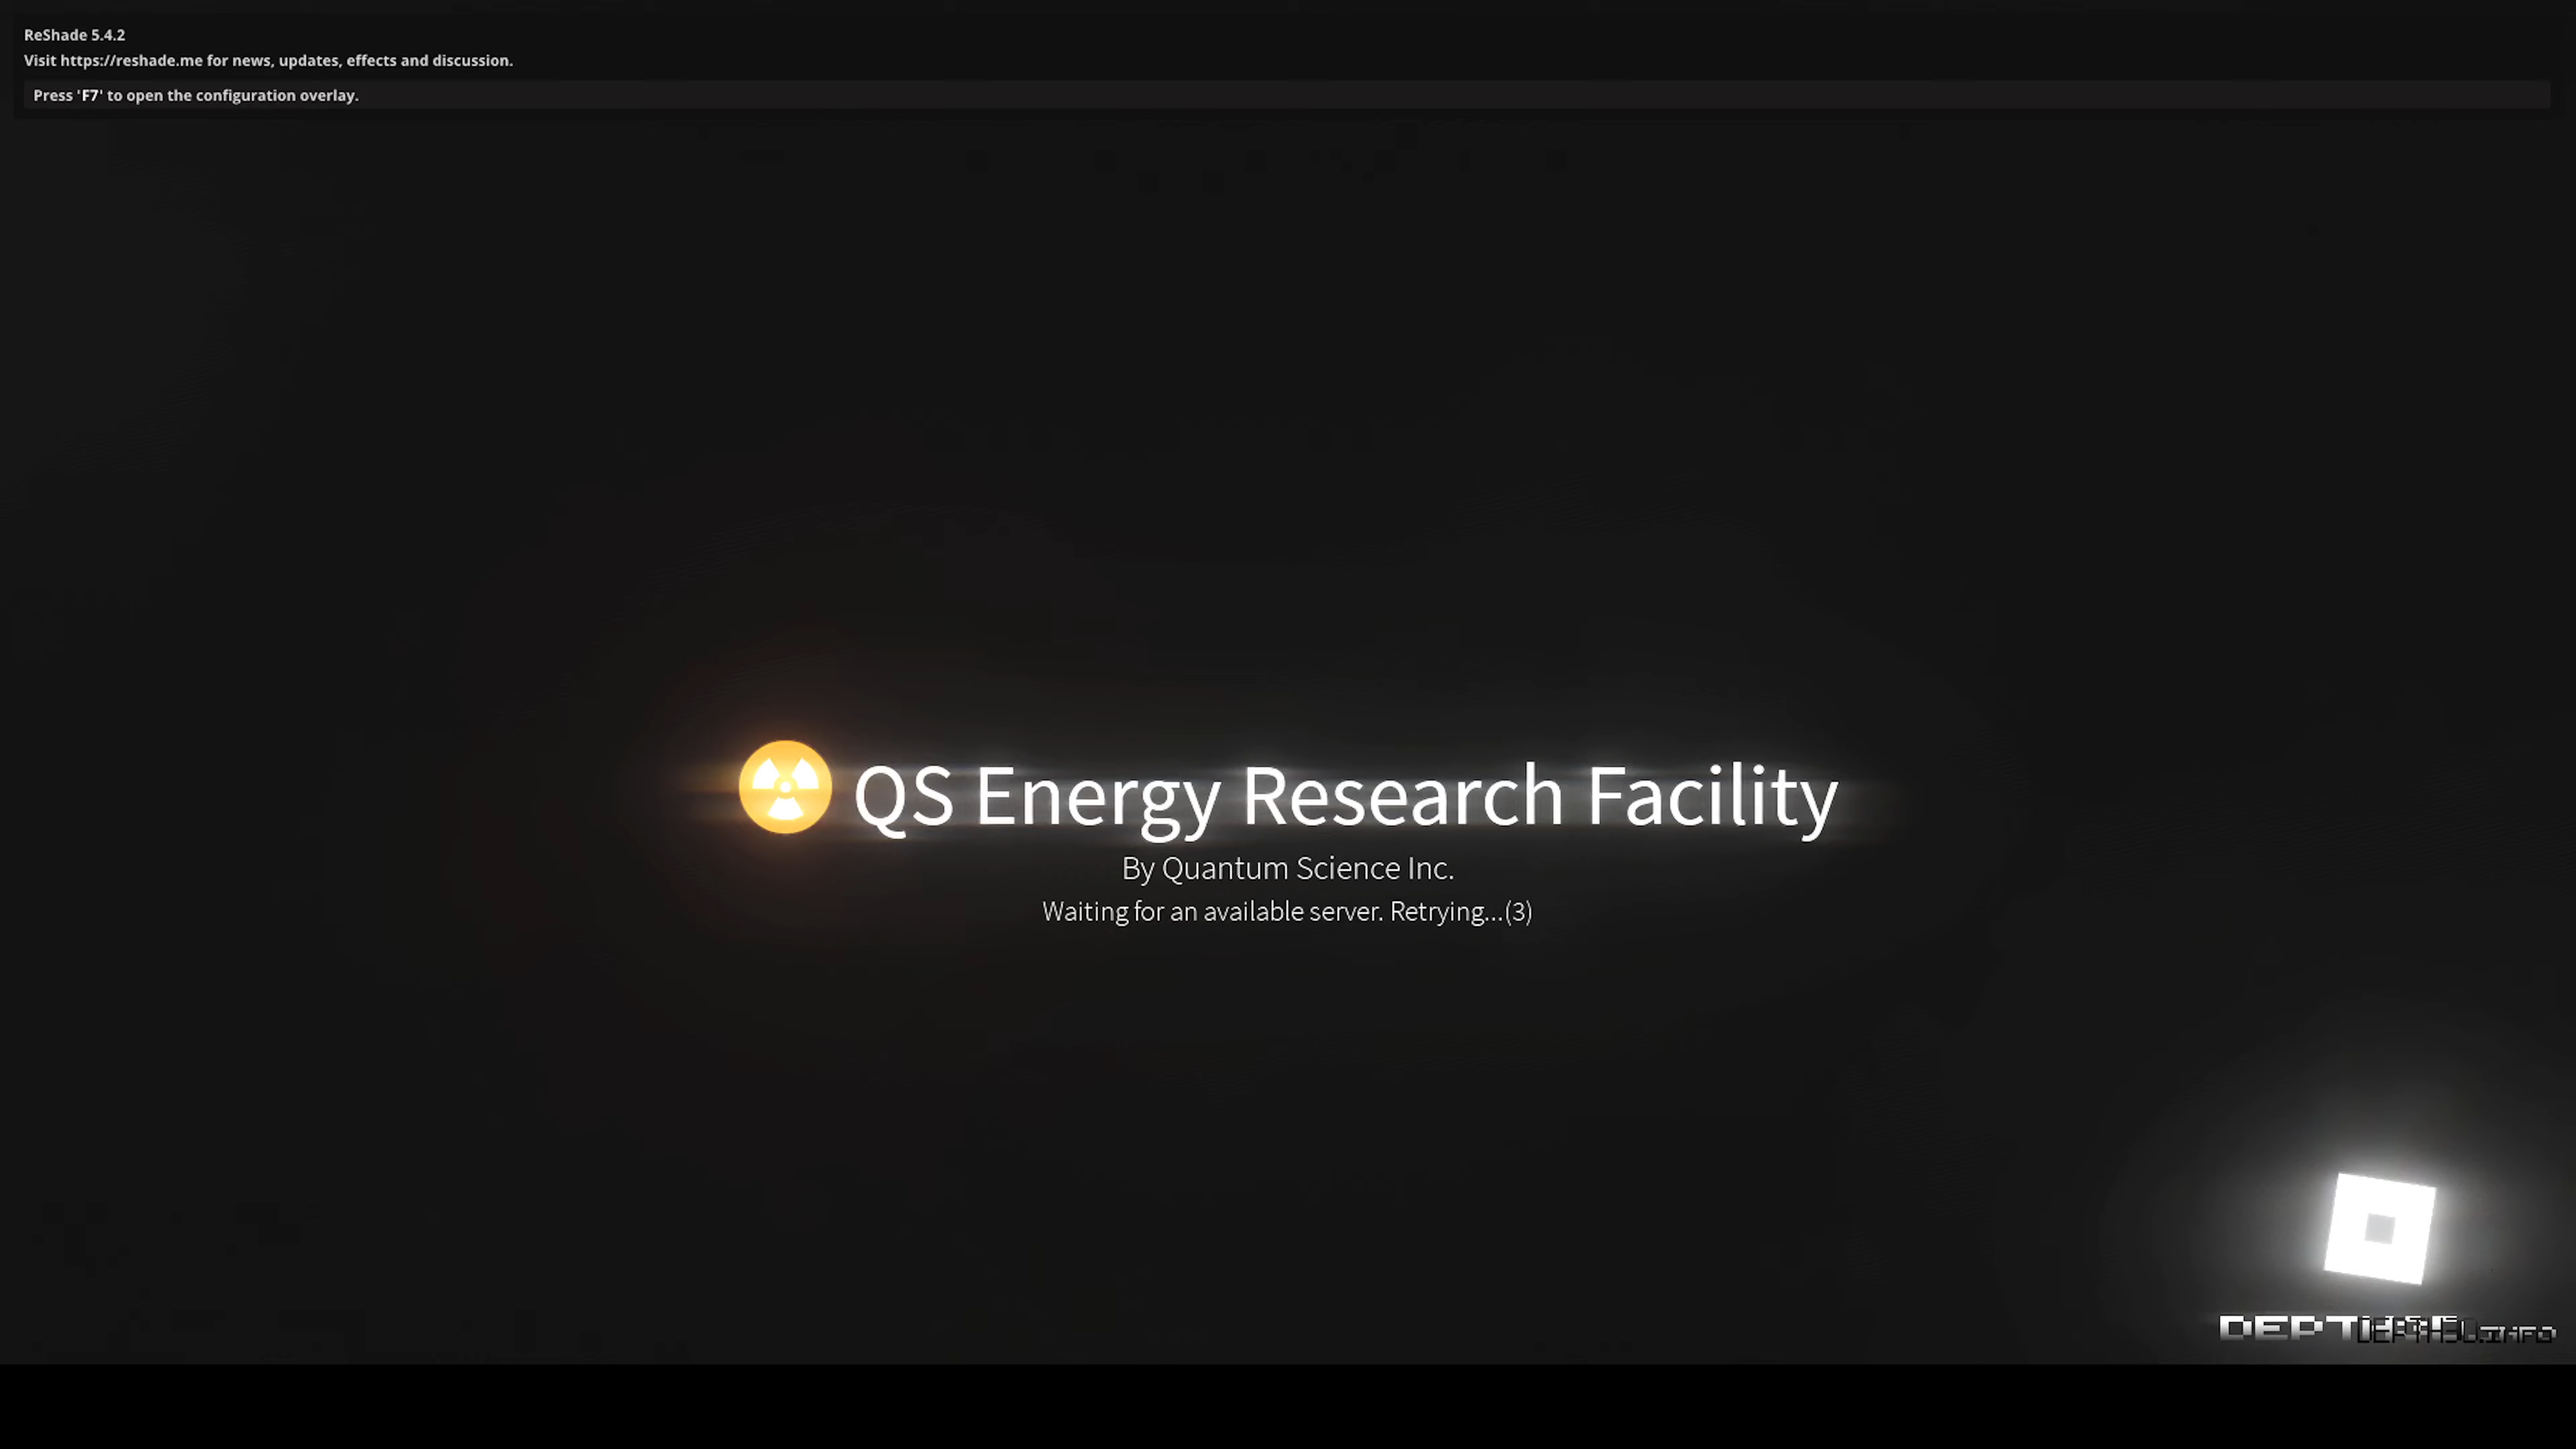 ReShade 5.4.2
Visit https://reshade.me for news, updates, effects and discussion.
Press 'F7' to open the configuration overlay.
QS Energy Research Facility
By Quantum Science Inc.
Waiting for an available server. Retrying...(3)